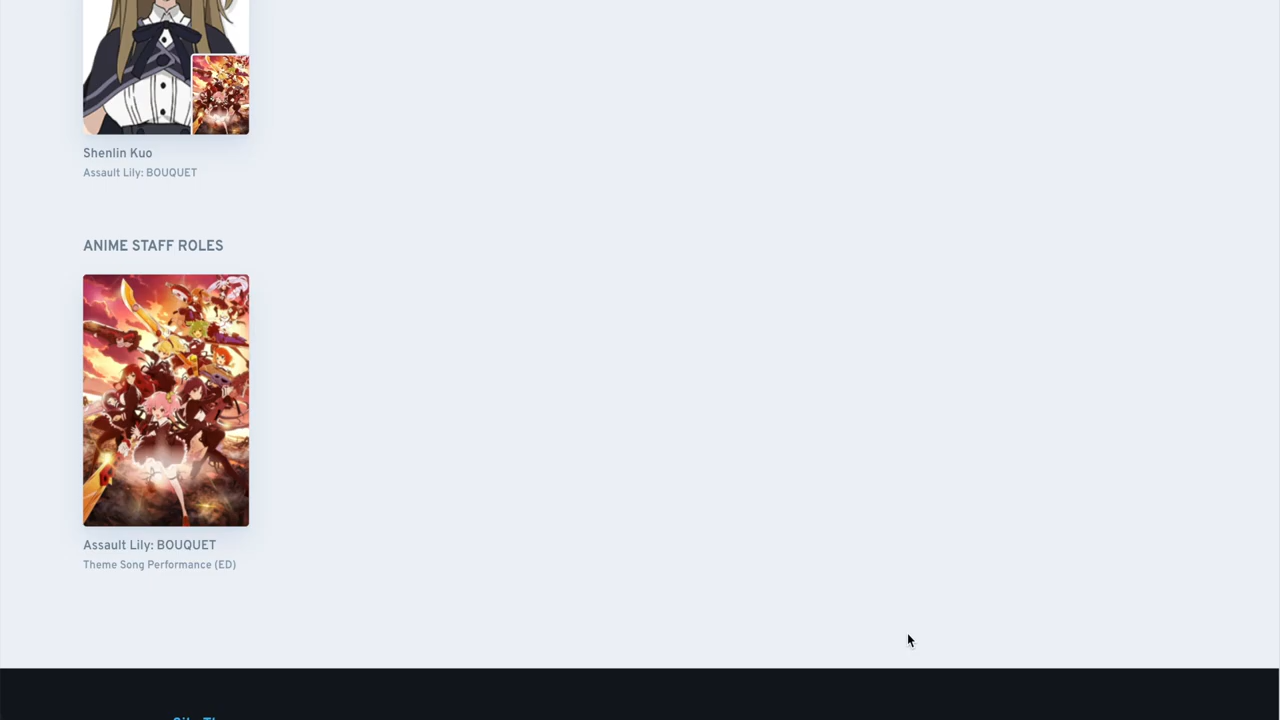 Shenlin Kuo
Assault Lily: BOUQUET
ANIME STAFF ROLES
Assault Lily: BOUQUET
Theme Song Performance (ED)